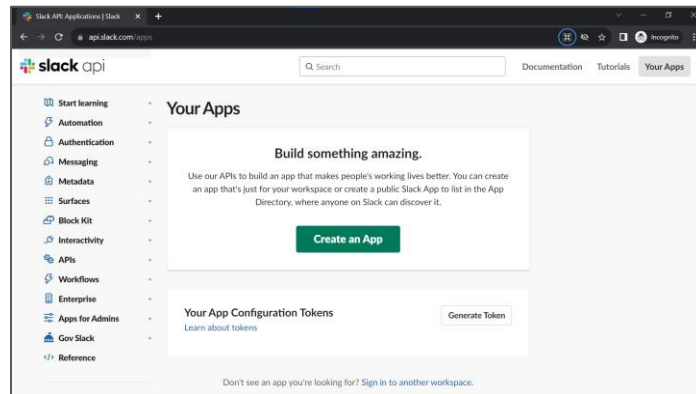 Slack API: Applications | Slack
api.slack.com/apps
Incognito
slack api
Search
Documentation
Tutorials
Your Apps
Start learning
Automation
Authentication
Messaging
Metadata
Surfaces
Block Kit
Interactivity
APIs
Workflows
Enterprise
Apps for Admins
Gov Slack
Reference
Your Apps
Build something amazing.
Use our APIs to build an app that makes people's working lives better. You can create
an app that's just for your workspace or create a public Slack App to list in the App
Directory, where anyone on Slack can discover it.
Create an App
Your App Configuration Tokens
Learn about tokens
Generate Token
Don't see an app you're looking for? Sign in to another workspace.